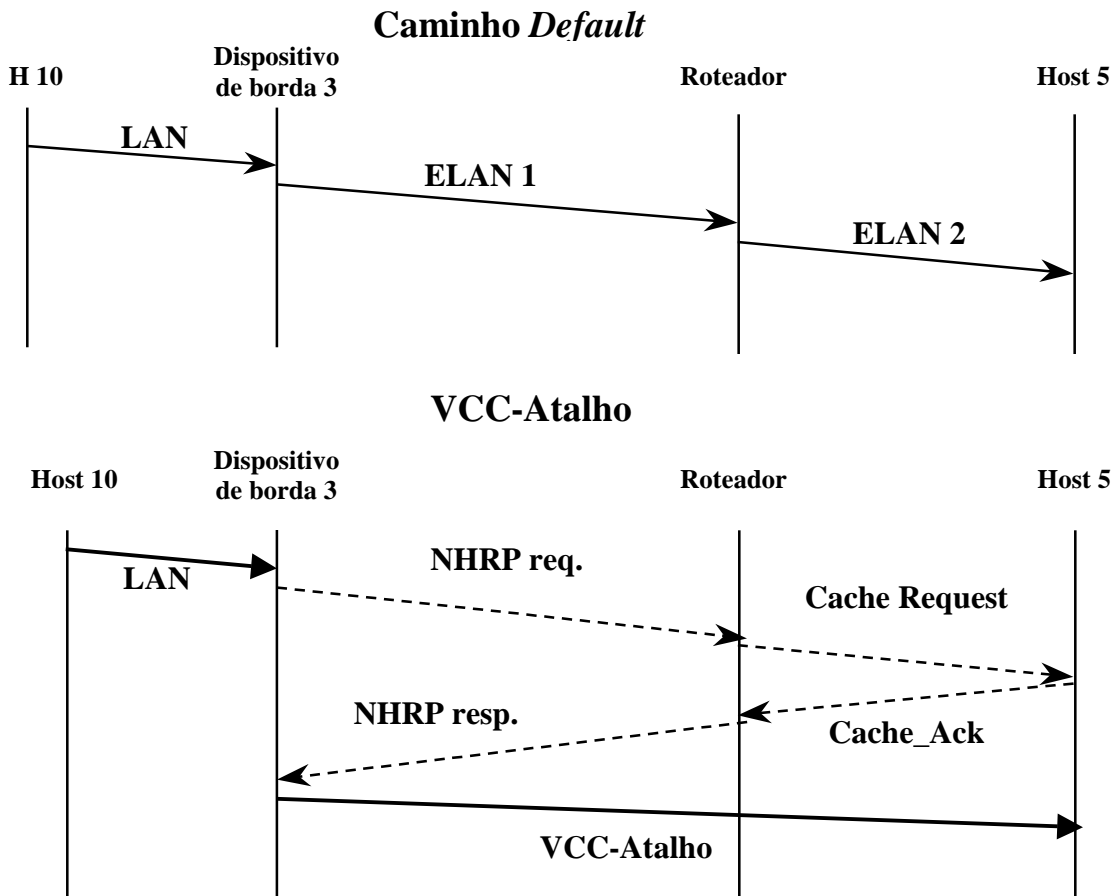 Caminho Default
H 10
Dispositivo
de borda 3
Roteador
Host 5
LAN
ELAN 1
ELAN 2
VCC-Atalho
Host 10
Dispositivo
de borda 3
Roteador
Host 5
LAN
NHRP req.
Cache Request
NHRP resp.
Cache_Ack
VCC-Atalho